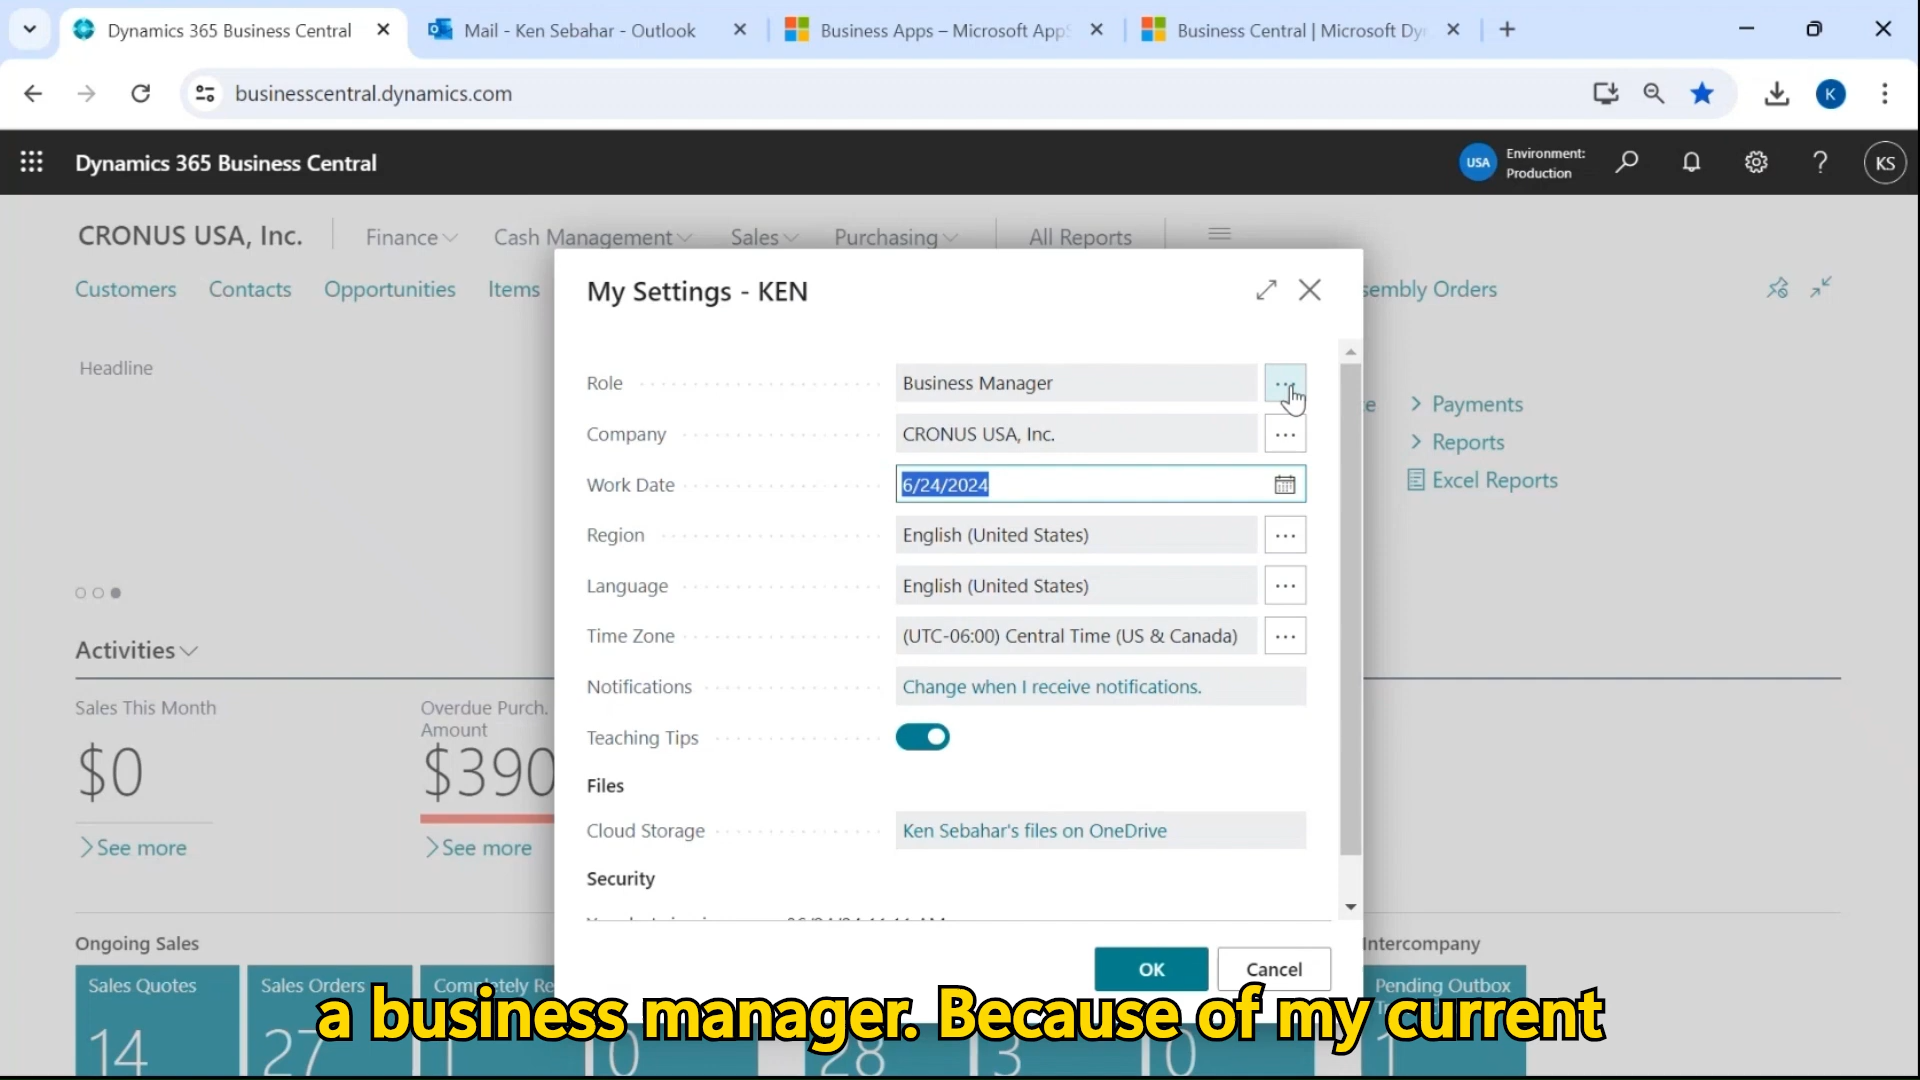 Dynamics 365 Business Central
Mail - Ken Sebahar - Outlook
Business Apps – Microsoft App
Business Central | Microsoft Dy
businesscentral.dynamics.com
K
Dynamics 365 Business Central
USA
Environment:
Production
KS
CRONUS USA, Inc.
Finance
Cash Management
Sales
Purchasing
All Reports
Customers
Contacts
Opportunities
Items
sembly Orders
Headline
Payments
Reports
Excel Reports
Activities
Sales This Month
$0
See more
Overdue Purch.
Amount
$390
See more
Ongoing Sales
Sales Quotes
14
Sales Orders
27
Completely Re
Intercompany
Pending Outbox
1
My Settings - KEN
Role
Business Manager
Company
CRONUS USA, Inc.
Work Date
6/24/2024
Region
English (United States)
Language
English (United States)
Time Zone
(UTC-06:00) Central Time (US & Canada)
Notifications
Change when I receive notifications.
Teaching Tips
Files
Cloud Storage
Ken Sebahar's files on OneDrive
Security
OK
Cancel
a business manager. Because of my current